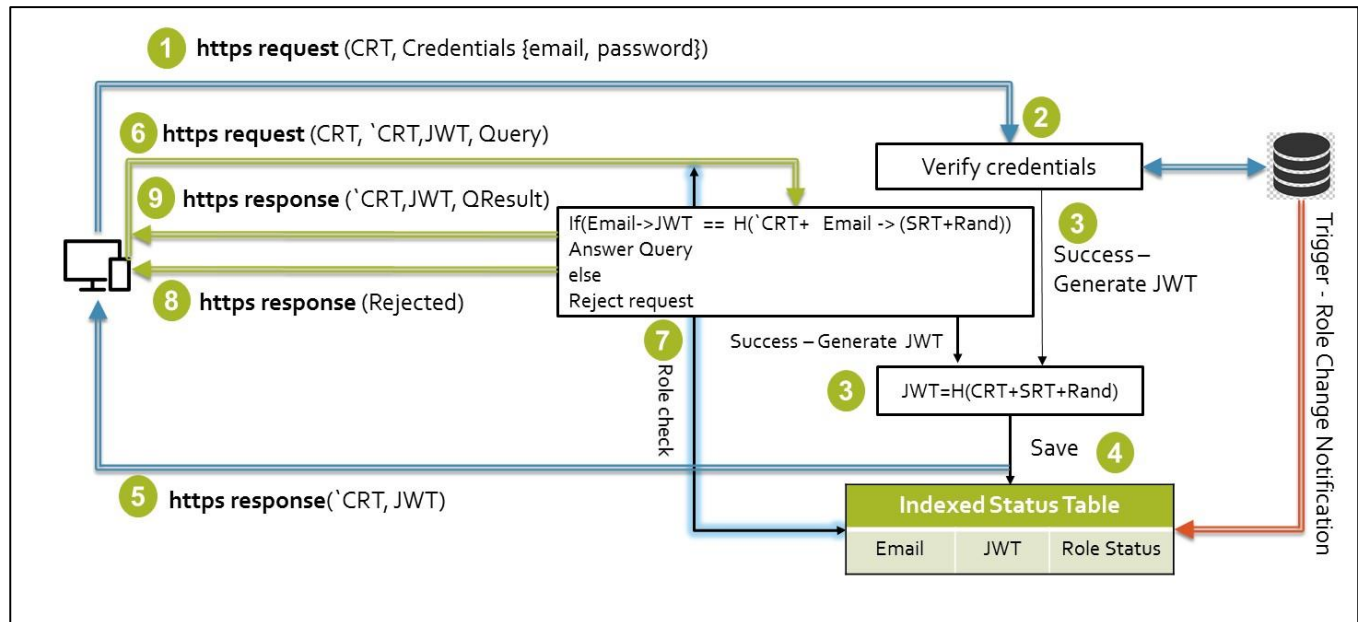 1 https request (CRT, Credentials {email, password})
6 https request (CRT, `CRT,JWT, Query)
2
Verify credentials
9 https response (`CRT,JWT, QResult)
If(Email->JWT == H(`CRT+ Email -> (SRT+Rand))
Answer Query
else
Reject request
3
Success –
Generate JWT
8 https response (Rejected)
7
Role check
Success – Generate JWT
3
JWT=H(CRT+SRT+Rand)
Save 4
5 https response(`CRT, JWT)
Indexed Status Table
Email JWT Role Status
Trigger - Role Change Notification